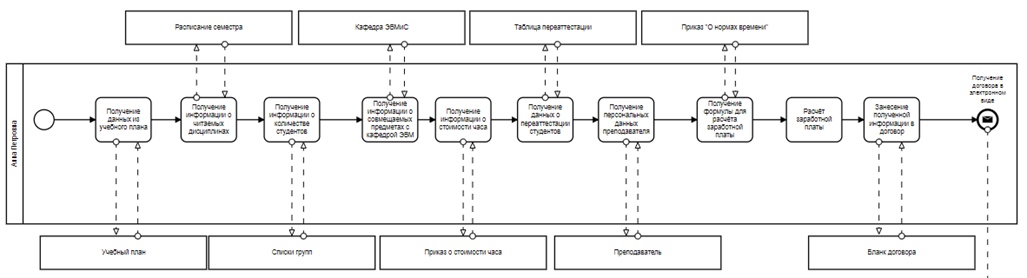 Расписание семестра
Кафедра ЭВМиС
Таблица переаттестации
Приказ "О нормах времени"
Анна Петровна
Получение
данных из
учебного плана
Получение
информации о
читаемых
дисциплинах
Получение
информации о
количестве
студентов
Получение
информации о
совмещаемых
предметах с
кафедрой ЭВМ
Получение
информации о
стоимости часа
Получение
данных о
переаттестации
студентов
Получение
персональных
данных
преподавателя
Получение
формулы для
расчёта
заработной
платы
Расчёт
заработной
платы
Занесение
полученной
информации в
договор
Получение
договора в
электронном
виде
Учебный план
Списки групп
Приказ о стоимости часа
Преподаватель
Бланк договора